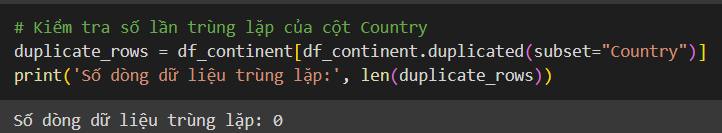 # Kiểm tra số lần trùng lặp của cột Country
duplicate_rows = df_continent[df_continent.duplicated(subset="Country")]
print('Số dòng dữ liệu trùng lặp:', len(duplicate_rows))
Số dòng dữ liệu trùng lặp: 0